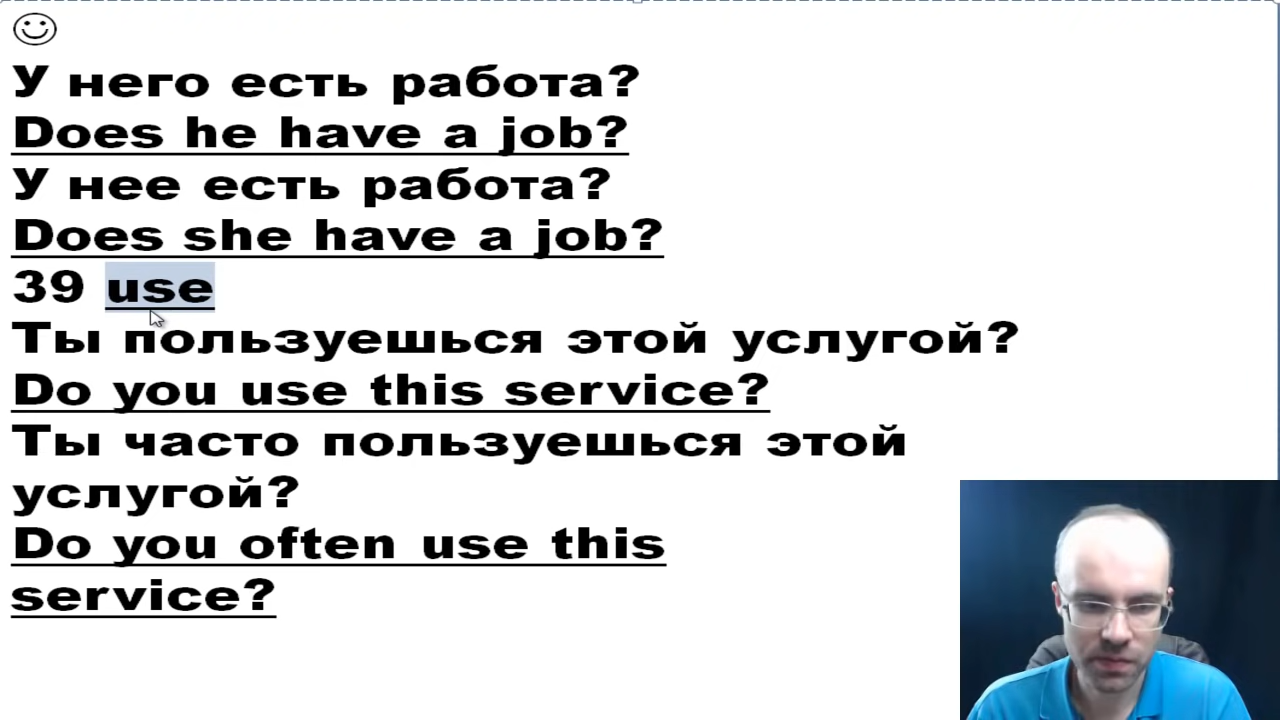 У него есть работа?
Does he have a job?
У нее есть работа?
Does she have a job?
39 use
Ты пользуешься этой услугой?
Do you use this service?
Ты часто пользуешься этой
услугой?
Do you often use this
service?